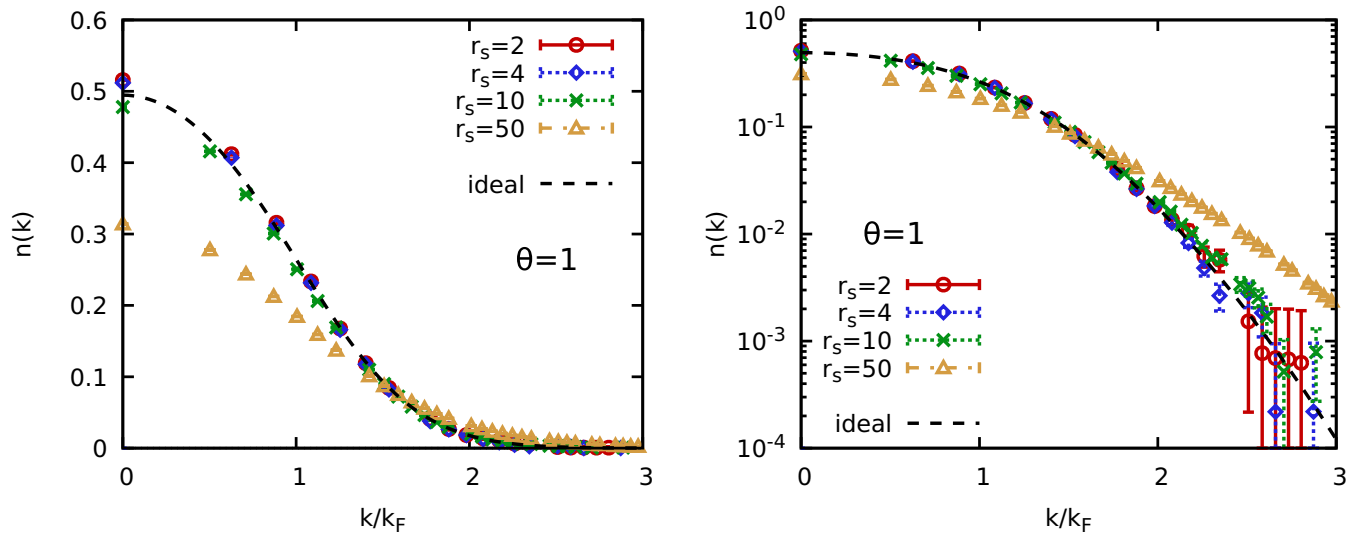 0.6
0.5
0.4
0.3
0.2
0.1
0
n(k)
r_s=2
r_s=4
r_s=10
r_s=50
ideal
θ=1
0 1 2 3
k/k_F
10^0
10^-1
10^-2
10^-3
10^-4
n(k)
θ=1
r_s=2
r_s=4
r_s=10
r_s=50
ideal
0 1 2 3
k/k_F